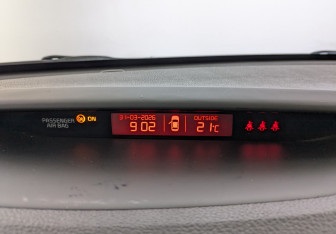 PASSENGER
AIR BAG
ON
31-03-2026
9:02
OUTSIDE
21°C